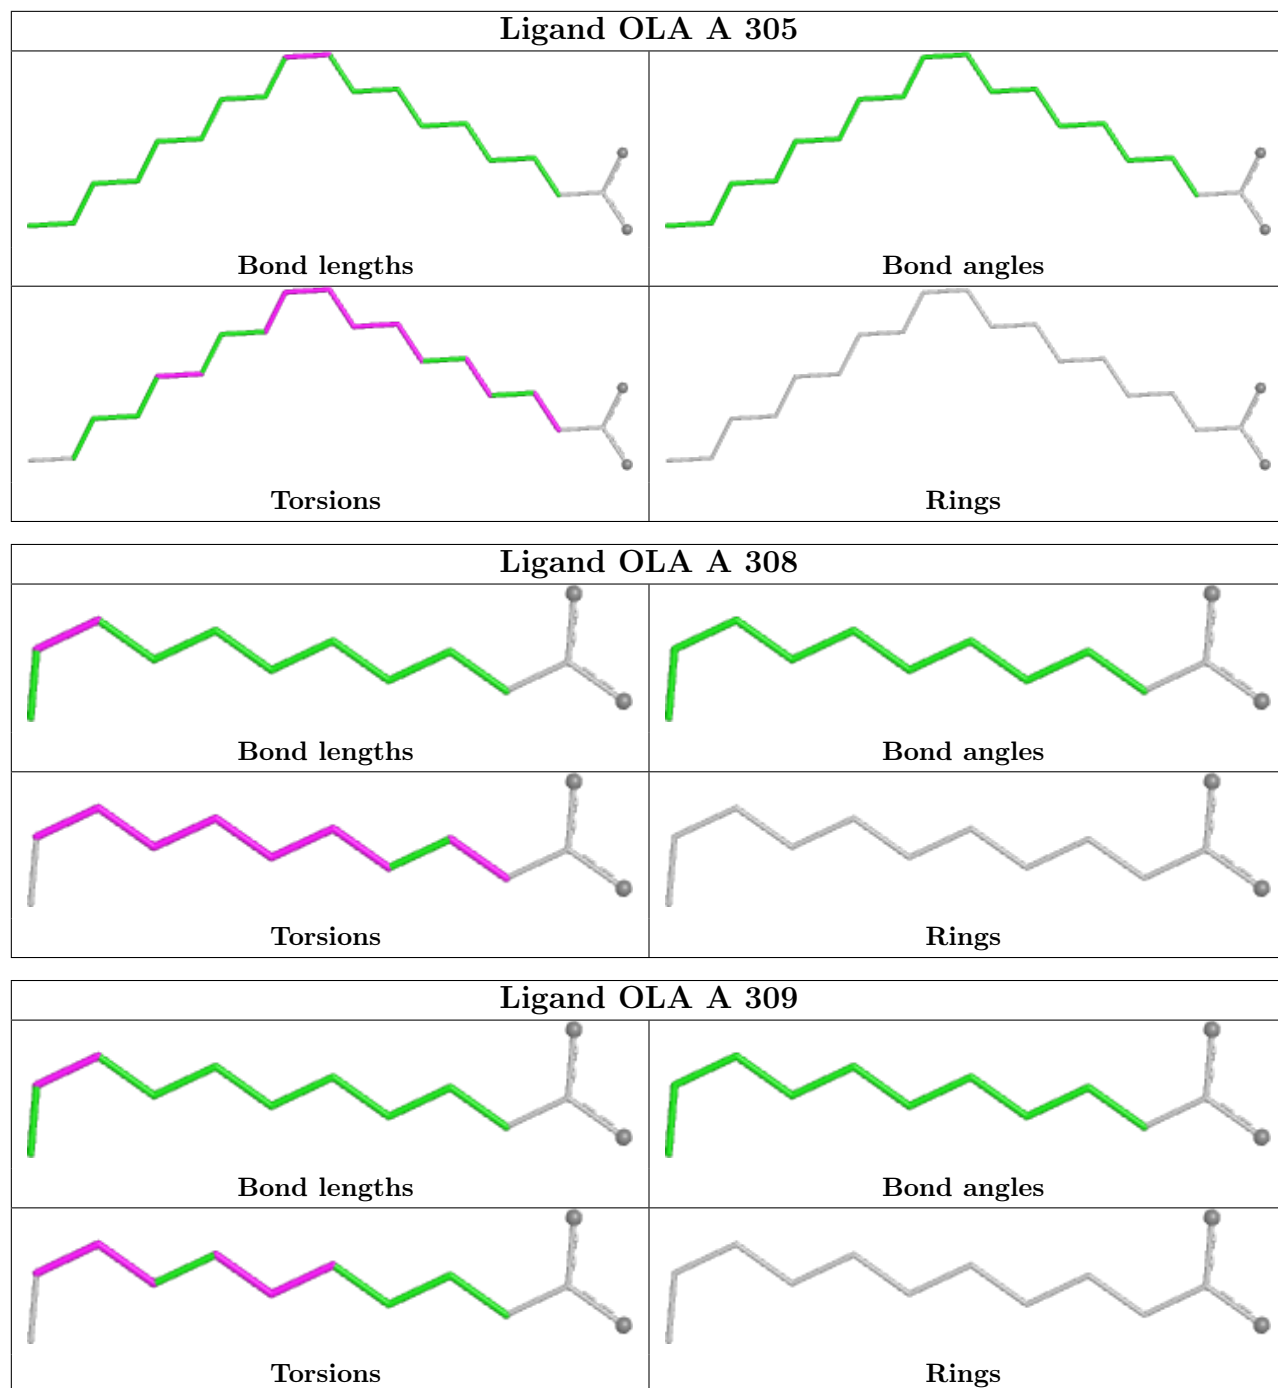 Ligand OLA A 305
Bond lengths
Bond angles
Torsions
Rings
Ligand OLA A 308
Bond lengths
Bond angles
Torsions
Rings
Ligand OLA A 309
Bond lengths
Bond angles
Torsions
Rings